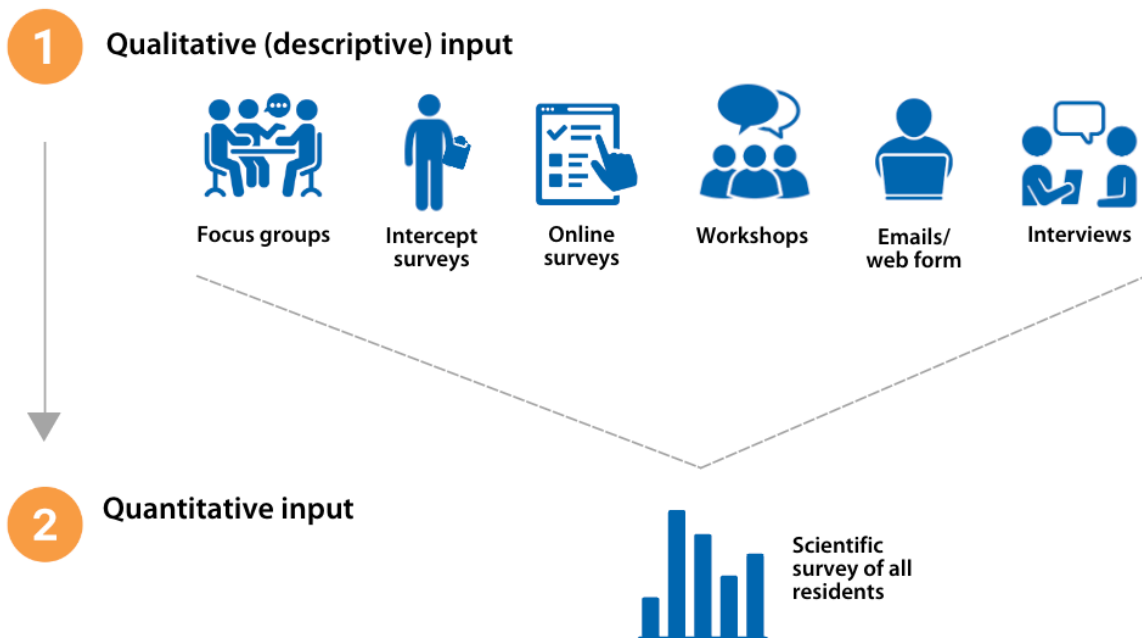 1
Qualitative (descriptive) input
Focus groups
Intercept
surveys
Online
surveys
Workshops
Emails/
web form
Interviews
2
Quantitative input
Scientific
survey of all
residents